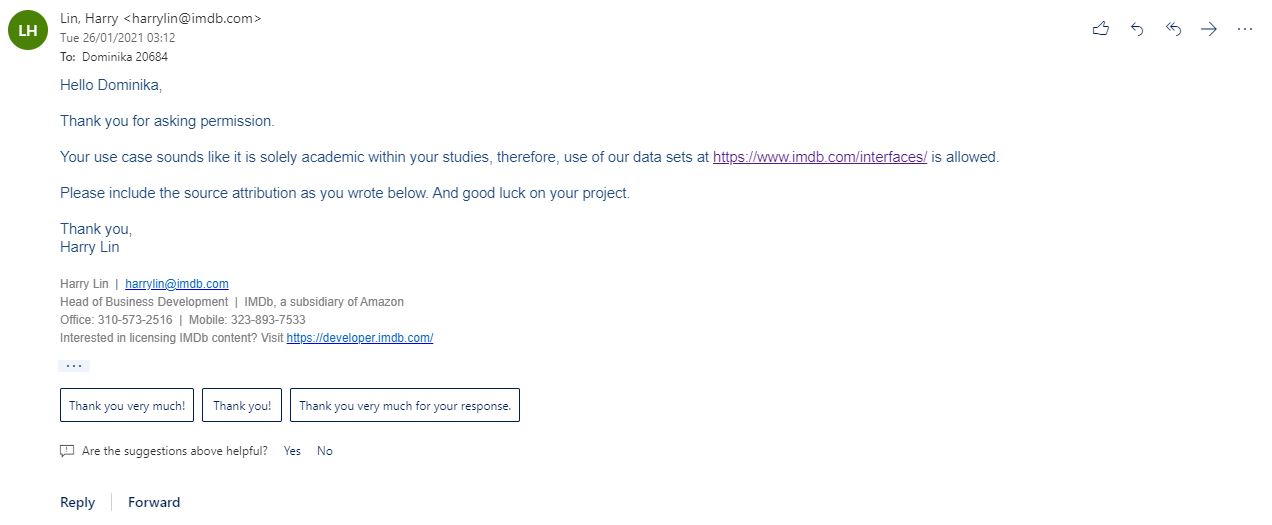 LH
Lin, Harry <harrylin@imdb.com>
Tue 26/01/2021 03:12
To: Dominika 20684
Hello Dominika,
Thank you for asking permission.
Your use case sounds like it is solely academic within your studies, therefore, use of our data sets at https://www.imdb.com/interfaces/ is allowed.
Please include the source attribution as you wrote below. And good luck on your project.
Thank you,
Harry Lin
Harry Lin | harrylin@imdb.com
Head of Business Development | IMDb, a subsidiary of Amazon
Office: 310-573-2516 | Mobile: 323-893-7533
Interested in licensing IMDb content? Visit https://developer.imdb.com/
...
Thank you very much! Thank you! Thank you very much for your response.
Are the suggestions above helpful? Yes No
Reply Forward